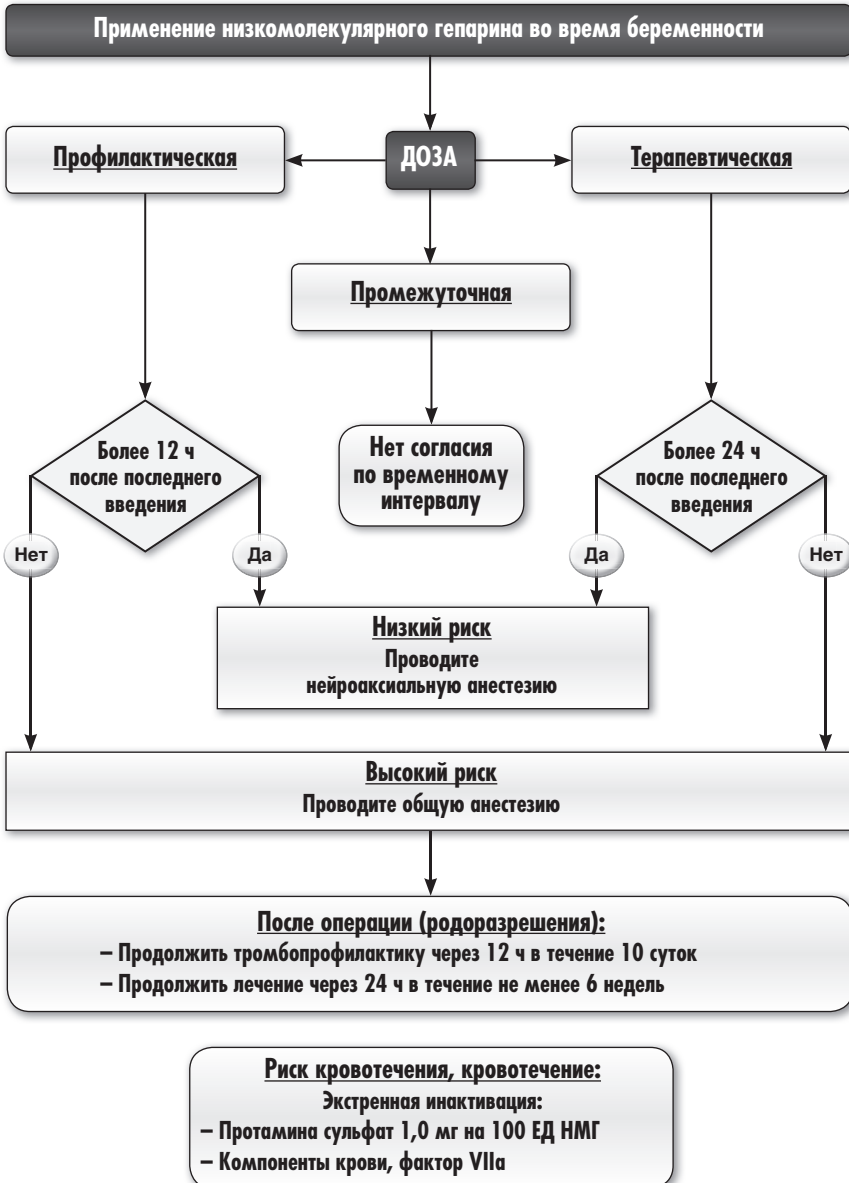 Применение низкомолекулярного гепарина во время беременности
Профилактическая
ДОЗА
Терапевтическая
Промежуточная
Более 12 ч
после последнего
введения
Нет согласия
по временному
интервалу
Более 24 ч
после последнего
введения
Нет
Да
Да
Нет
Низкий риск
Проводите
нейроаксиальную анестезию
Высокий риск
Проводите общую анестезию
После операции (родоразрешения):
– Продолжить тромбопрофилактику через 12 ч в течение 10 суток
– Продолжить лечение через 24 ч в течение не менее 6 недель
Риск кровотечения, кровотечение:
Экстренная инактивация:
– Протамина сульфат 1,0 мг на 100 ЕД НМГ
– Компоненты крови, фактор VIIa